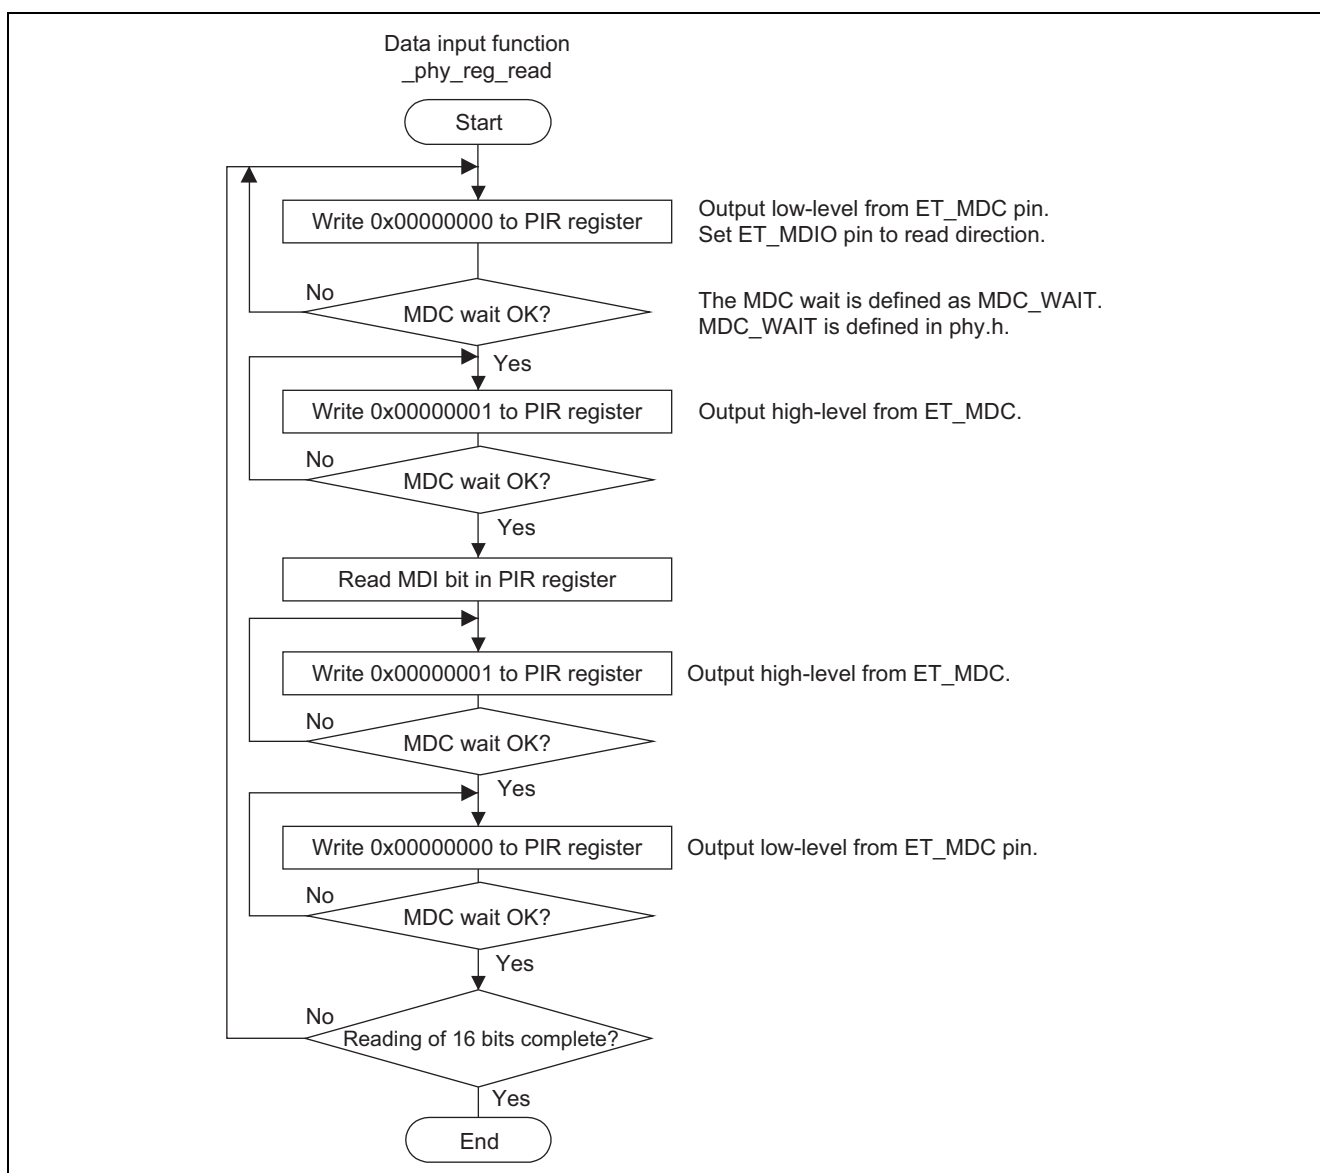 Data input function
_phy_reg_read
Start
Write 0x00000000 to PIR register
Output low-level from ET_MDC pin.
Set ET_MDIO pin to read direction.
No
MDC wait OK?
The MDC wait is defined as MDC_WAIT.
MDC_WAIT is defined in phy.h.
Yes
Write 0x00000001 to PIR register
Output high-level from ET_MDC.
No
MDC wait OK?
Yes
Read MDI bit in PIR register
Write 0x00000001 to PIR register
Output high-level from ET_MDC.
No
MDC wait OK?
Yes
Write 0x00000000 to PIR register
Output low-level from ET_MDC pin.
No
MDC wait OK?
Yes
No
Reading of 16 bits complete?
Yes
End